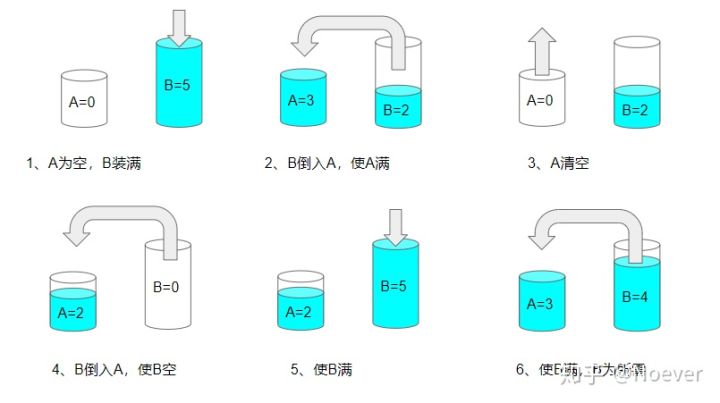 A=0
B=5
A=3
B=2
A=0
B=2
1、A为空，B装满
2、B倒入A，使A满
3、A清空
A=2
B=0
A=2
B=5
A=3
B=4
4、B倒入A，使B空
5、使B满
6、使B满，B为所需
知乎 @Hoever